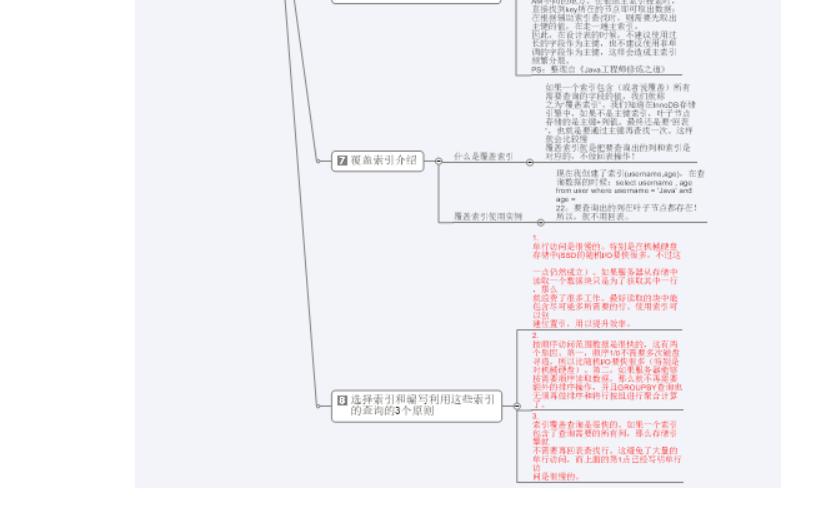 直接找到key所在的节点即可取出数据;
在根据辅助索引查找时，则需要先取出
主键的值，在走一遍主索引。
因此，在设计表的时候，不建议使用过
长的字段作为主键，也不建议使用非单
调的字段作为主键，这样会造成主索引
频繁分裂。
PS：整理自《Java工程师修炼之道》
如果一个索引包含（或者说覆盖）所有
需要查询的字段的值，我们就称
之为“覆盖索引”。我们知道在InnoDB存储
引擎中，如果不是主键索引，叶子节点
存储的是主键+列值。最终还是要“回表
”，也就是要通过主键再查找一次。这样
就会比较慢
覆盖索引就是把要查询出的列和索引是
对应的，不做回表操作！
7 覆盖索引介绍
什么是覆盖索引
现在我创建了索引(username,age)，在查
询数据的时候：select username , age
from user where username = 'Java' and
age =
22。要查询出的列在叶子节点都存在！
所以，就不用回表。
覆盖索引使用实例
1.
单行访问是很慢的。特别是在机械硬盘
存储中(SSD的随机I/O要快很多，不过这
一点仍然成立）。如果服务器从存储中
读取一个数据块只是为了获取其中一行
，那么
就浪费了很多工作。最好读取的块中能
包含尽可能多所需要的行。使用索引可
以创
建位置引，用以提升效率。
2.
按顺序访问范围数据是很快的，这有两
个原因。第一，顺序1/0不需要多次磁盘
寻道，所以比随机I/O要快很多（特别是
对机械硬盘）。第二，如果服务器能够
按需要顺序读取数据，那么就不再需要
额外的排序操作，并且GROUPBY查询也
无须再做排序和将行按组进行聚合计算
了。
8 选择索引和编写利用这些索引
的查询的3个原则
3.
索引覆盖查询是很快的。如果一个索引
包含了查询需要的所有列，那么存储引
擎就
不需要再回表查找行。这避免了大量的
单行访问，而上面的第1点已经写明单行
访
问是很慢的。